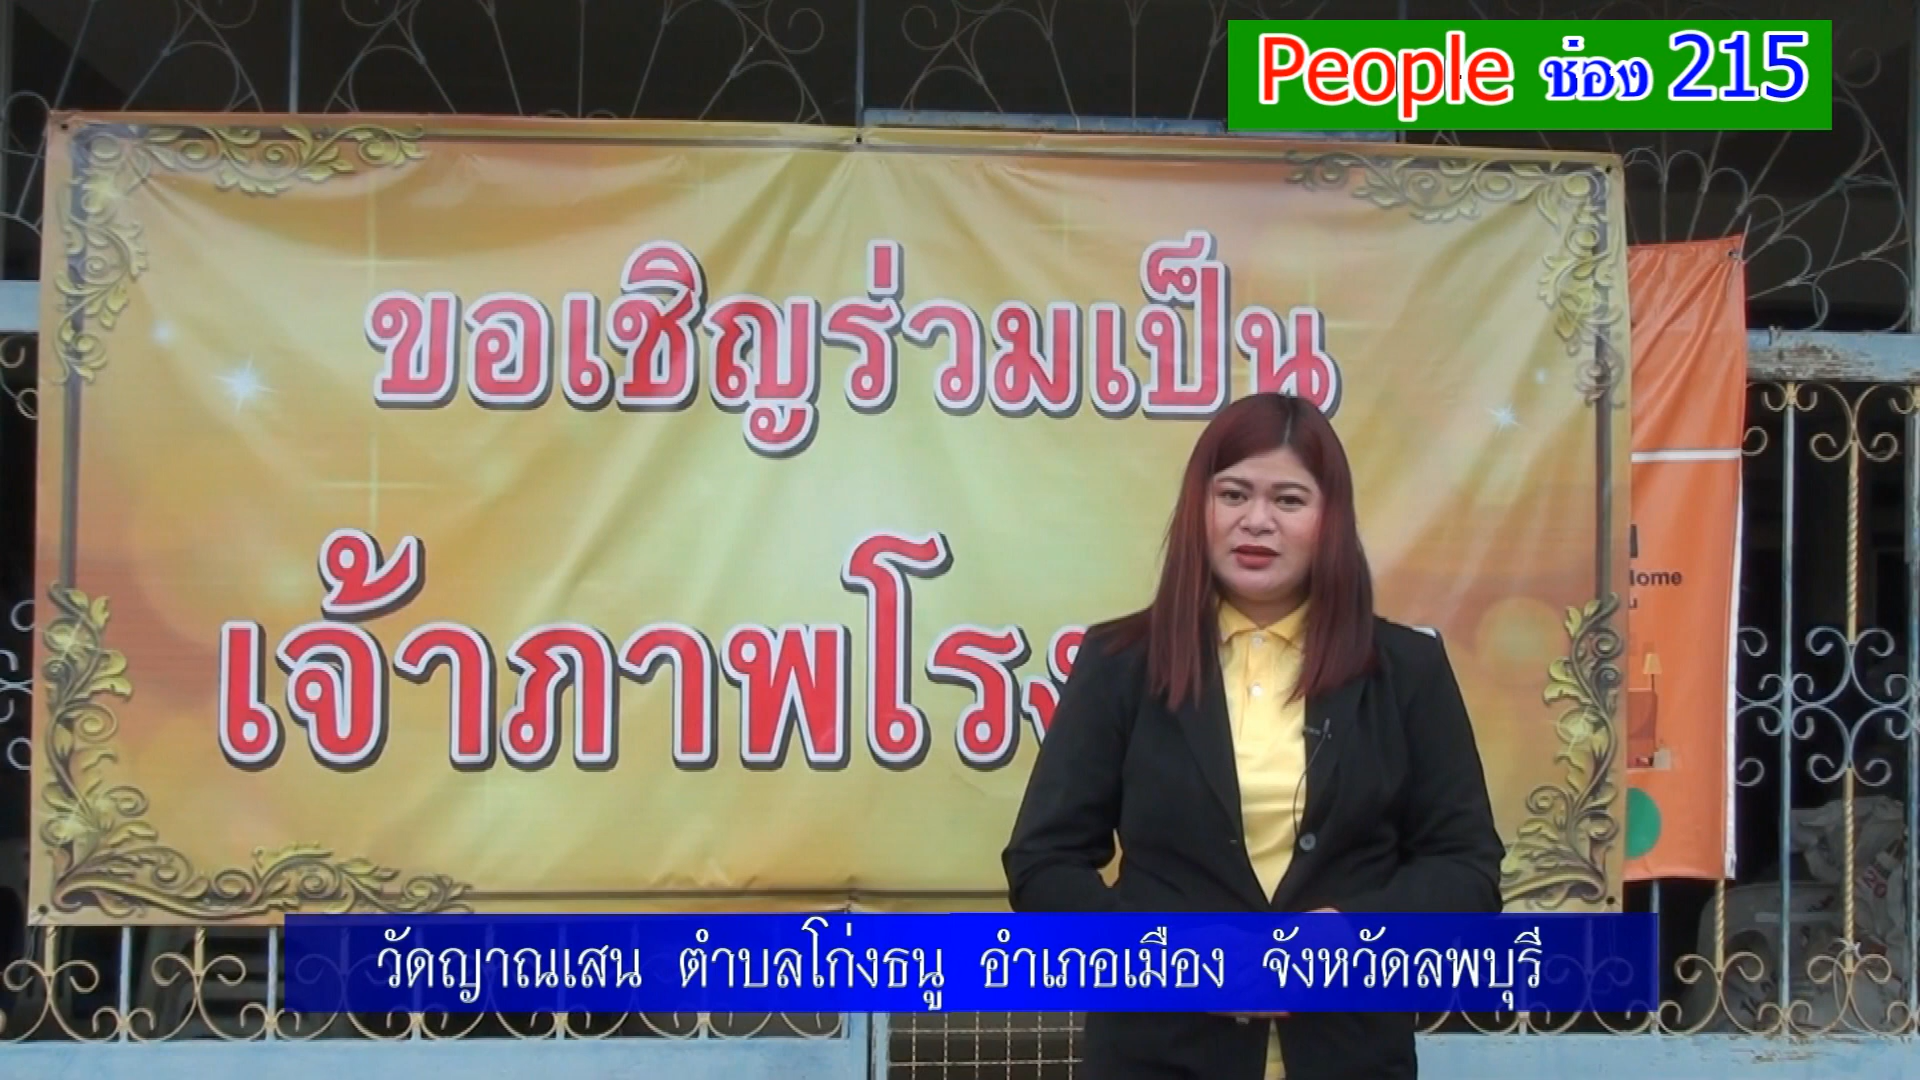 People ช่อง 215
ขอเชิญร่วมเป็น
เจ้าภาพโรง
ome
วัดญาณเสน ตำบลโก่งธนู อำเภอเมือง จังหวัดลพบุรี